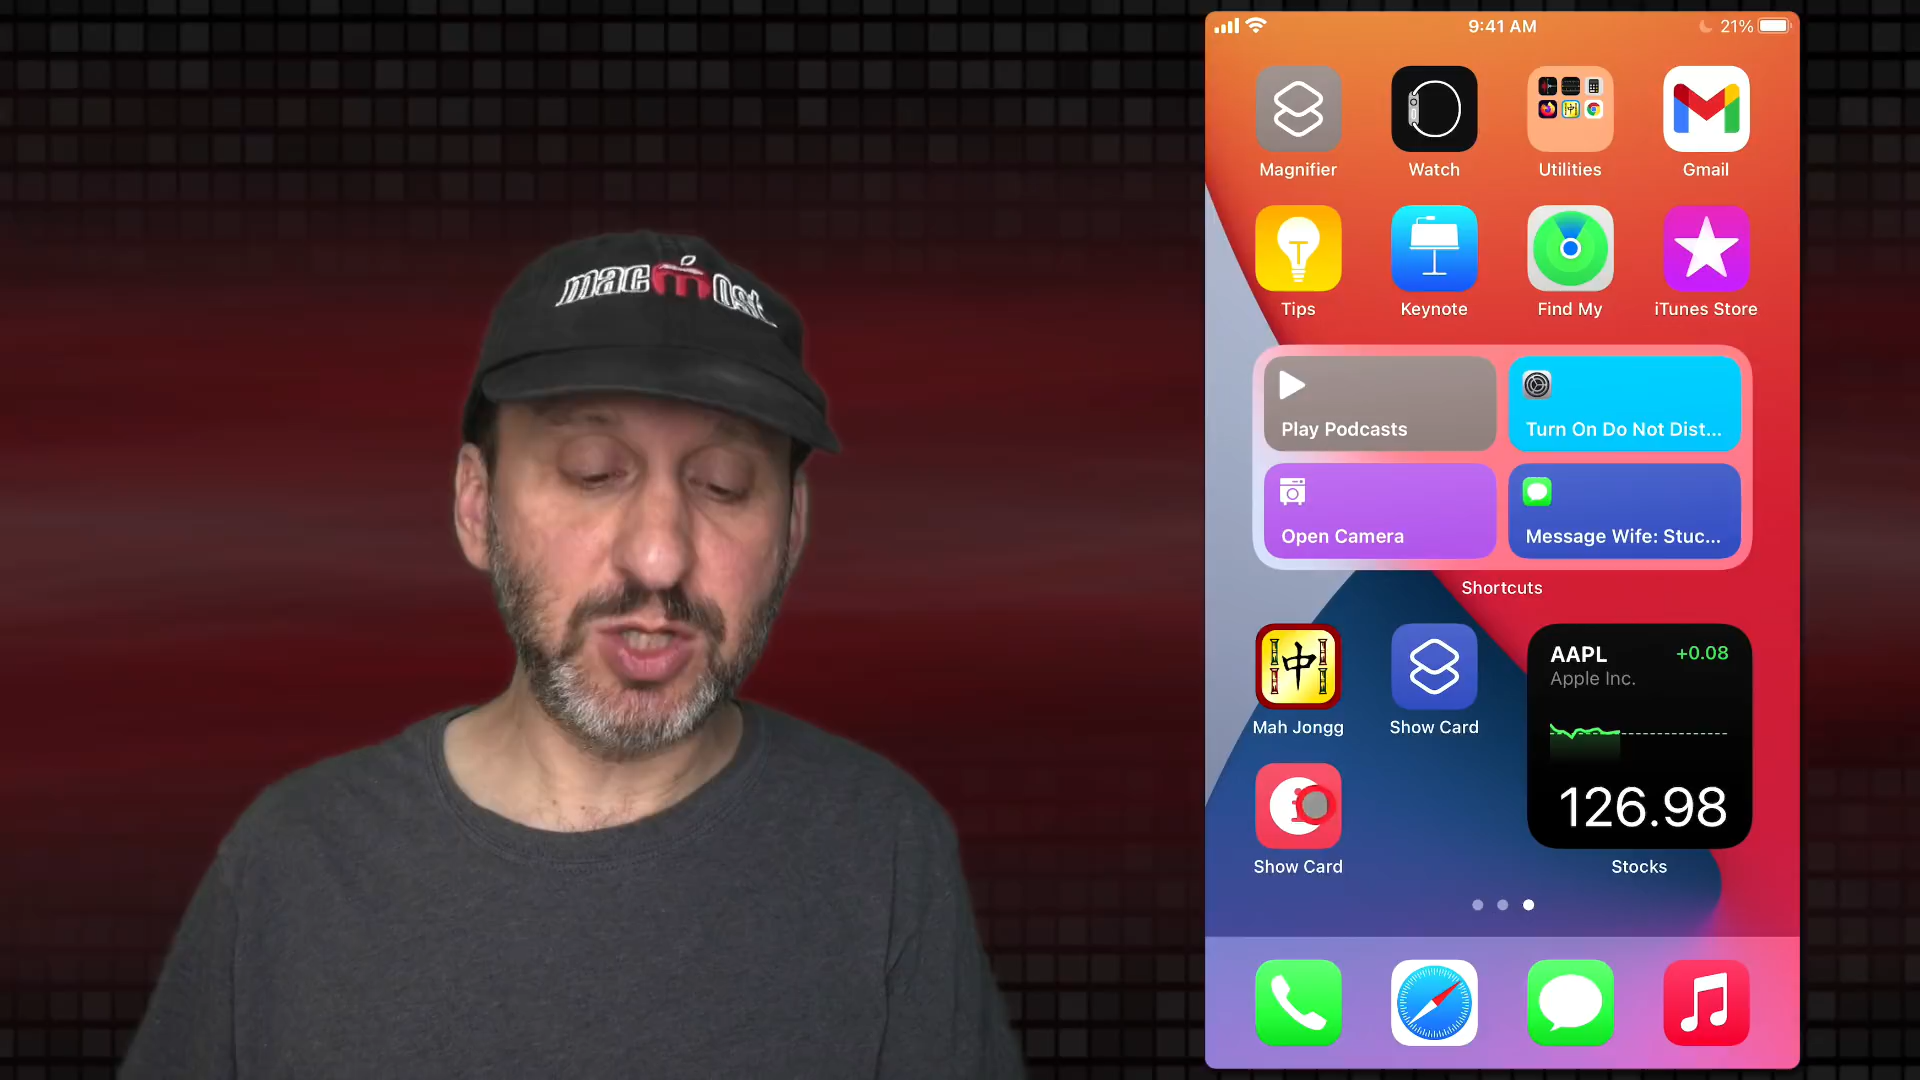 macmost
9:41 AM
21%
Magnifier
Watch
Utilities
Gmail
Tips
Keynote
Find My
iTunes Store
Play Podcasts
Turn On Do Not Dist...
Open Camera
Message Wife: Stuc...
Shortcuts
中
Mah Jongg
Show Card
AAPL
+0.08
Apple Inc.
126.98
Show Card
Stocks